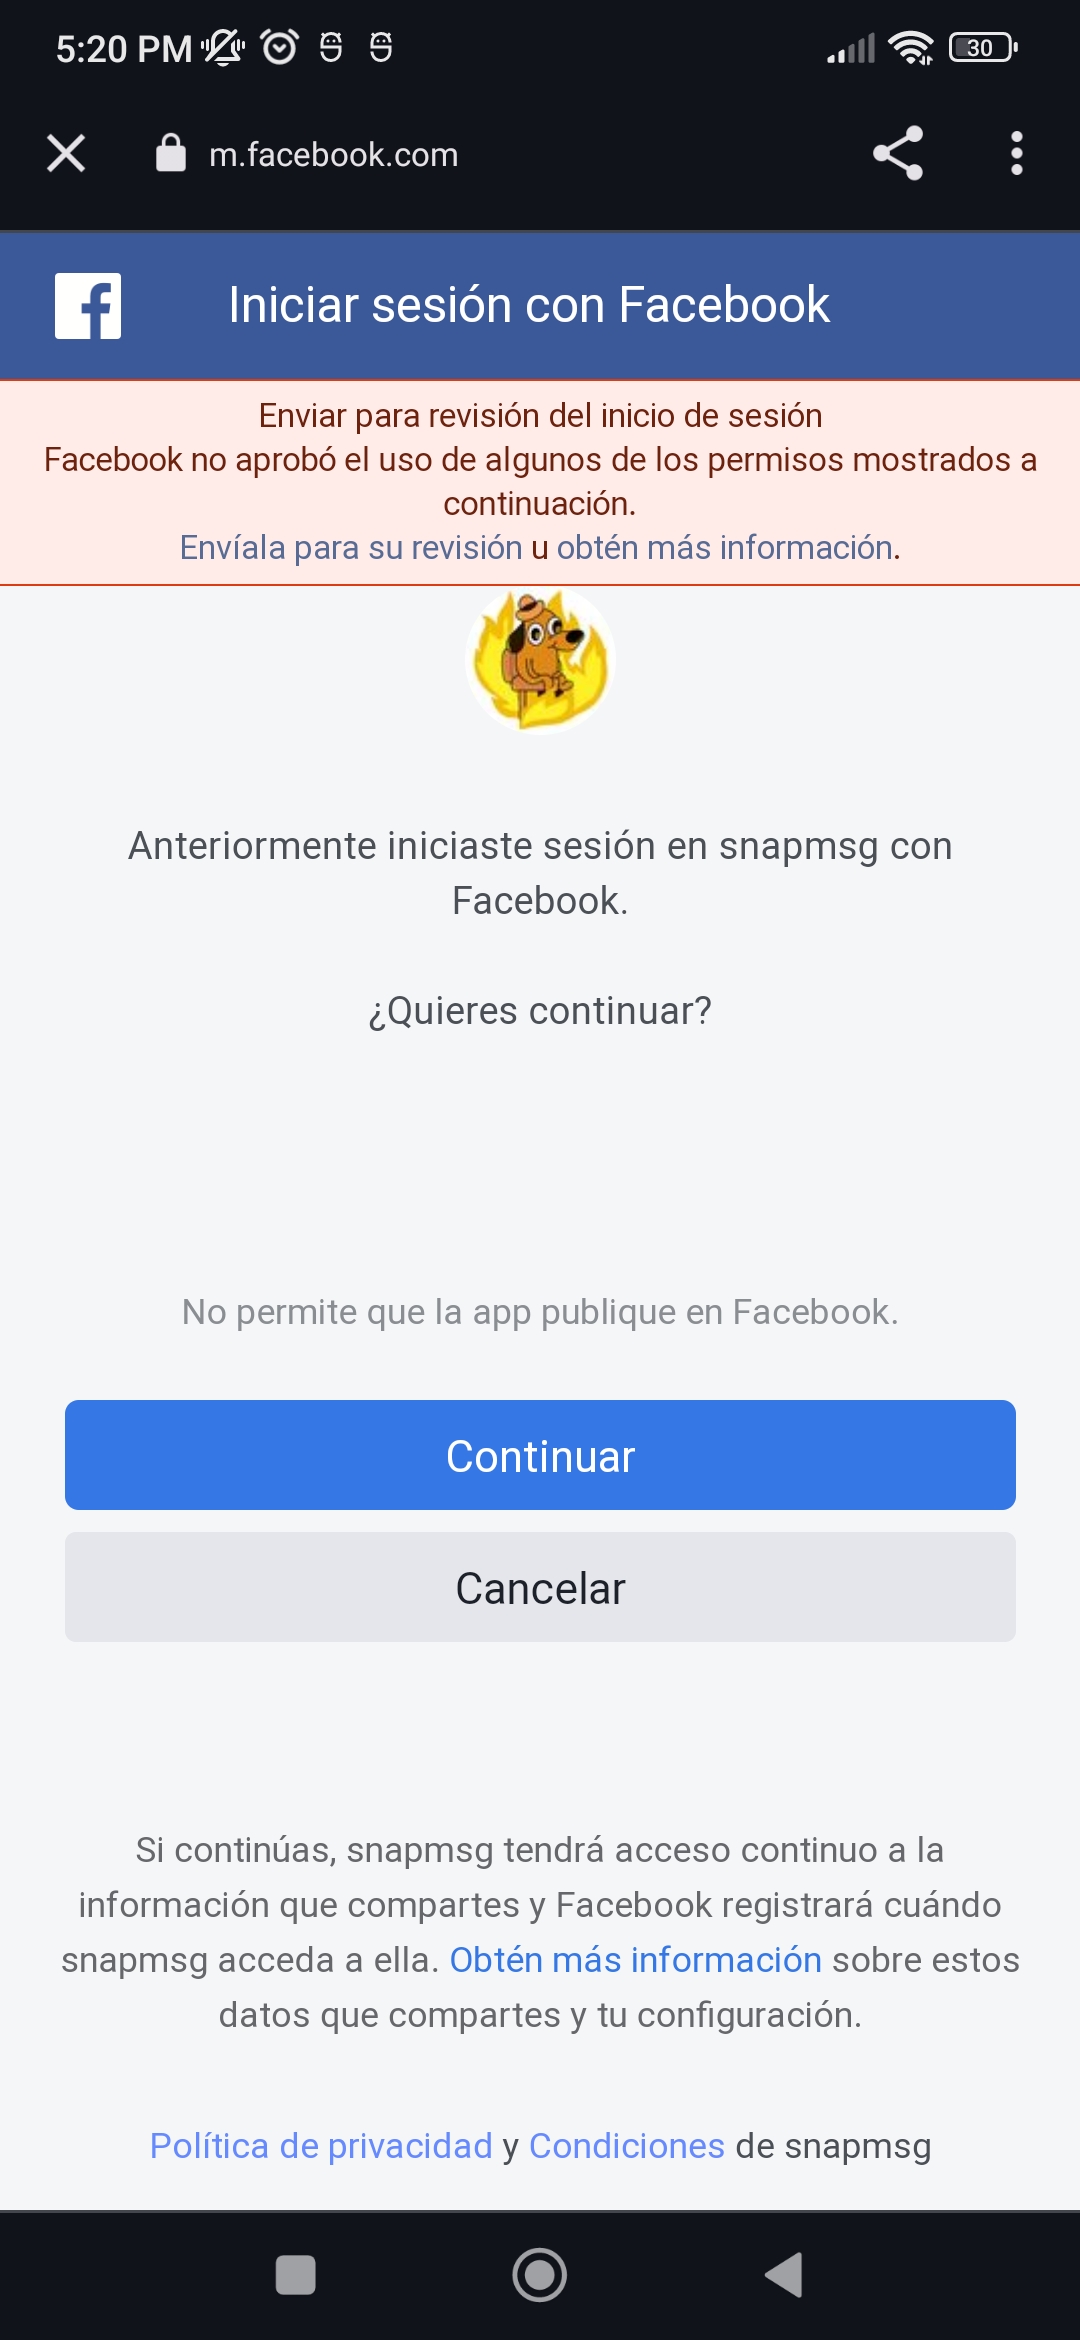 5:20 PM
30
m.facebook.com
Iniciar sesión con Facebook
Enviar para revisión del inicio de sesión
Facebook no aprobó el uso de algunos de los permisos mostrados a
continuación.
Envíala para su revisión u obtén más información.
Anteriormente iniciaste sesión en snapmsg con
Facebook.
¿Quieres continuar?
No permite que la app publique en Facebook.
Continuar
Cancelar
Si continúas, snapmsg tendrá acceso continuo a la
información que compartes y Facebook registrará cuándo
snapmsg acceda a ella. Obtén más información sobre estos
datos que compartes y tu configuración.
Política de privacidad y Condiciones de snapmsg